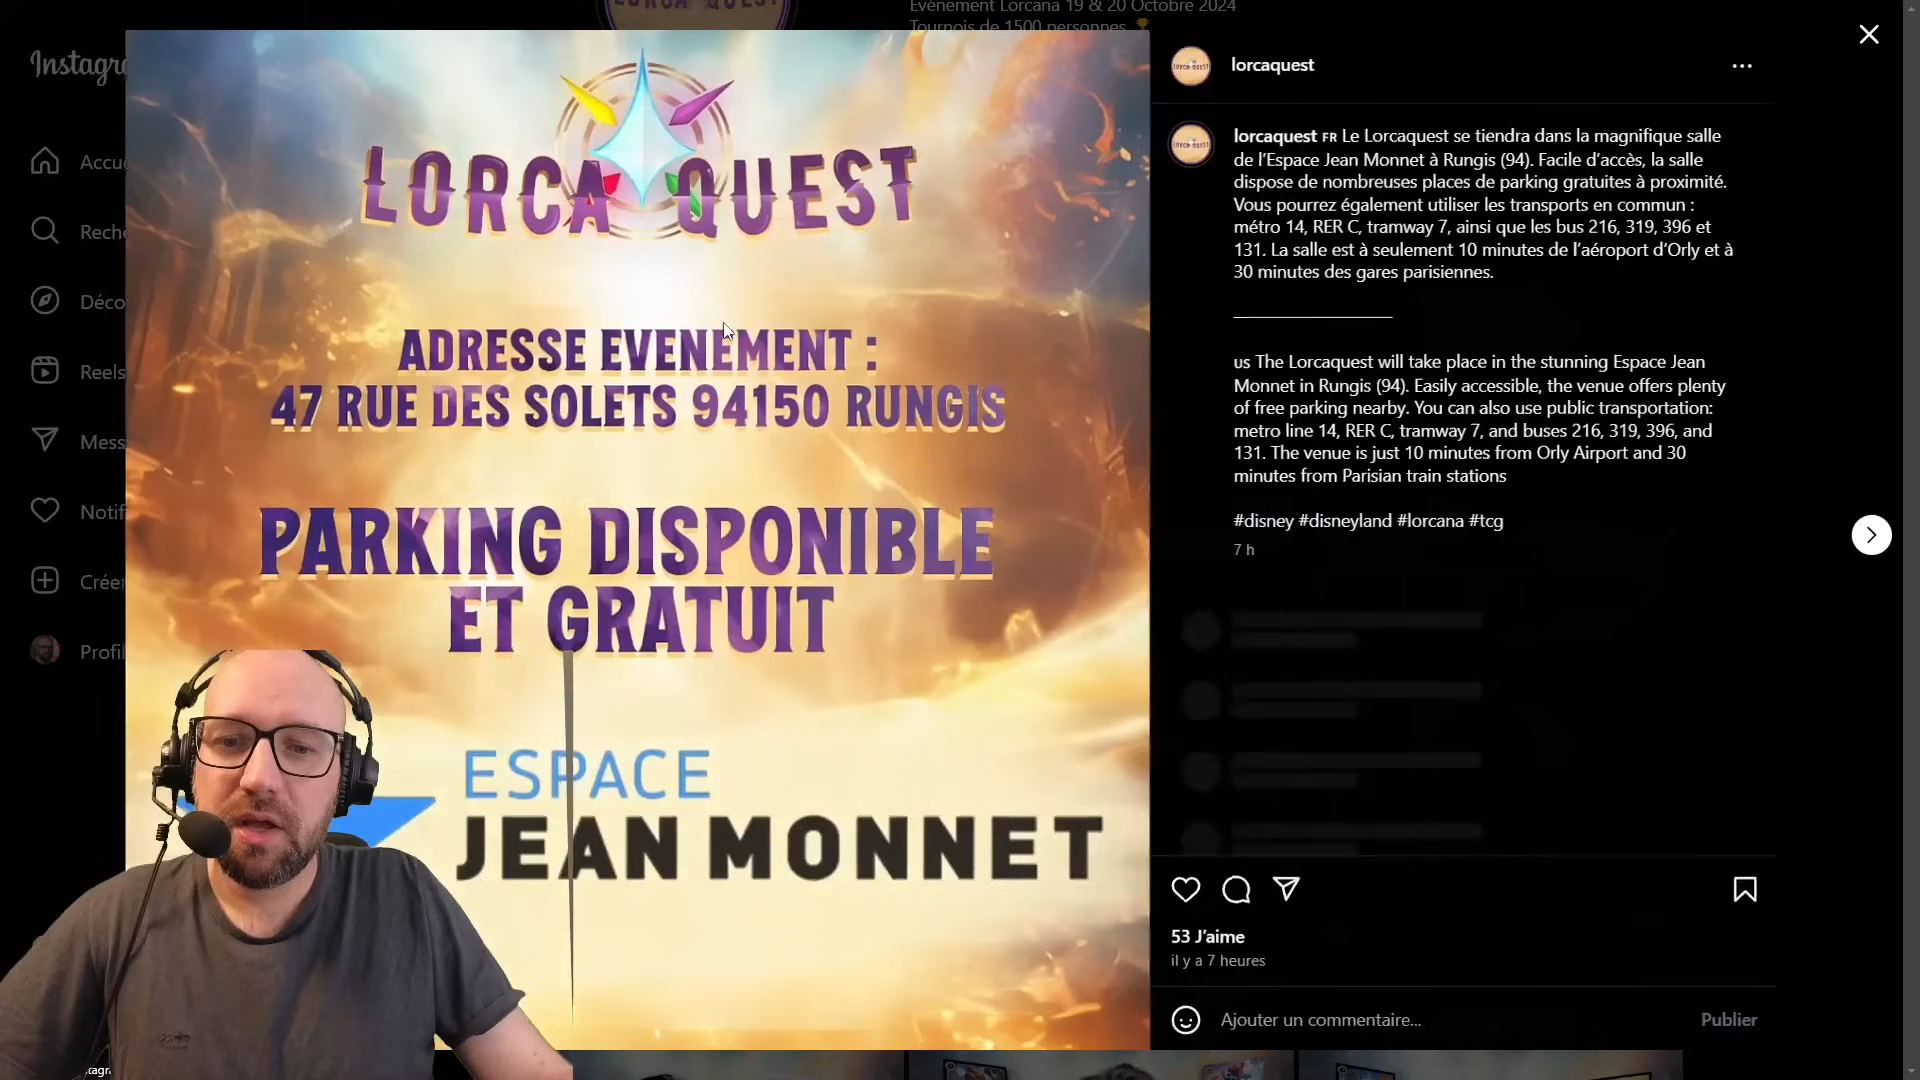 Evénement Lorcana 19 & 20 Octobre 2024
Tournois de 1500 personnes
Instagra
Accue
Reche
Déco
Reels
Mess
Notif
Créer
Profil
LORCA QUEST
ADRESSE EVENEMENT :
47 RUE DES SOLETS 94150 RUNGIS
PARKING DISPONIBLE
ET GRATUIT
ESPACE
JEAN MONNET
lorcaquest
lorcaquest FR Le Lorcaquest se tiendra dans la magnifique salle
de l’Espace Jean Monnet à Rungis (94). Facile d’accès, la salle
dispose de nombreuses places de parking gratuites à proximité.
Vous pourrez également utiliser les transports en commun :
métro 14, RER C, tramway 7, ainsi que les bus 216, 319, 396 et
131. La salle est à seulement 10 minutes de l’aéroport d’Orly et à
30 minutes des gares parisiennes.
us The Lorcaquest will take place in the stunning Espace Jean
Monnet in Rungis (94). Easily accessible, the venue offers plenty
of free parking nearby. You can also use public transportation:
metro line 14, RER C, tramway 7, and buses 216, 319, 396, and
131. The venue is just 10 minutes from Orly Airport and 30
minutes from Parisian train stations
#disney #disneyland #lorcana #tcg
7 h
53 J’aime
il y a 7 heures
Ajouter un commentaire...
Publier